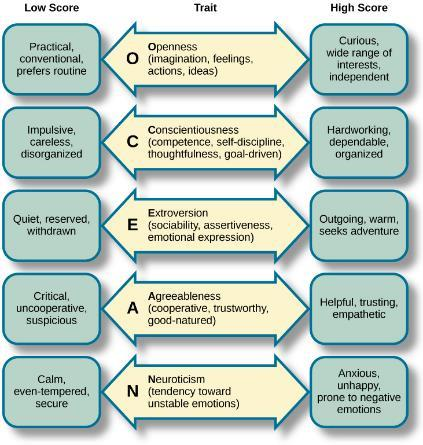 Low Score
Trait
High Score
Practical,
conventional,
prefers routine
O
Openness
(imagination, feelings,
actions, ideas)
Curious,
wide range of
interests,
independent
Impulsive,
careless,
disorganized
C
Conscientiousness
(competence, self-discipline,
thoughtfulness, goal-driven)
Hardworking,
dependable,
organized
Quiet, reserved,
withdrawn
E
Extroversion
(sociability, assertiveness,
emotional expression)
Outgoing, warm,
seeks adventure
Critical,
uncooperative,
suspicious
A
Agreeableness
(cooperative, trustworthy,
good-natured)
Helpful, trusting,
empathetic
Calm,
even-tempered,
secure
N
Neuroticism
(tendency toward
unstable emotions)
Anxious,
unhappy,
prone to negative
emotions